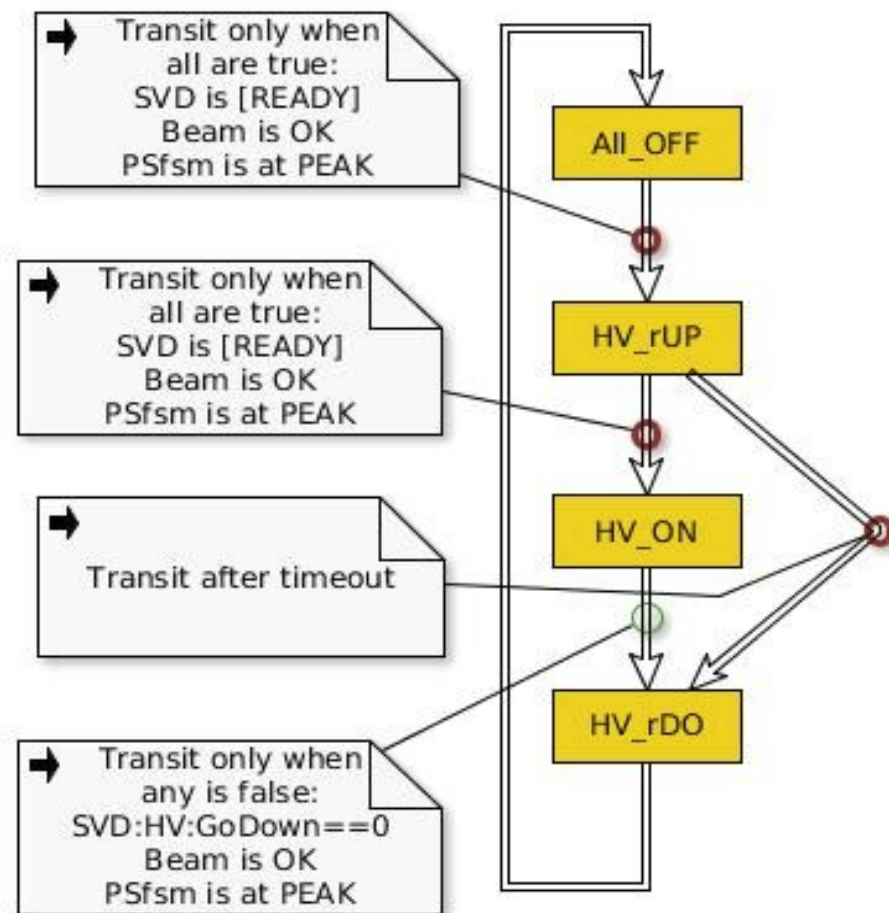 Transit only when
all are true:
SVD is [READY]
Beam is OK
PSfsm is at PEAK
All_OFF
Transit only when
all are true:
SVD is [READY]
Beam is OK
PSfsm is at PEAK
HV_rUP
Transit after timeout
HV_ON
Transit only when
any is false:
SVD:HV:GoDown==0
Beam is OK
PSfsm is at PEAK
HV_rDO